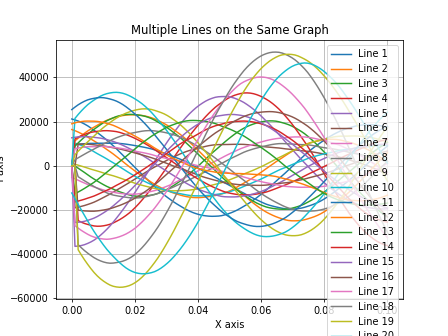 Multiple Lines on the Same Graph
40000
20000
0
−20000
−40000
−60000
0.00
0.02
0.04
0.06
X axis
Line 1
Line 2
Line 3
Line 4
Line 5
Line 6
Line 7
Line 8
Line 9
Line 10
Line 11
Line 12
Line 13
Line 14
Line 15
Line 16
Line 17
Line 18
Line 19
Line 20